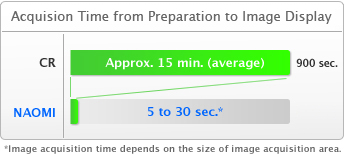 Acquision Time from Preparation to Image Display
CR Approx. 15 min. (average) 900 sec.
NAOMI 5 to 30 sec.*
*Image acquisition time depends on the size of image acquisition area.